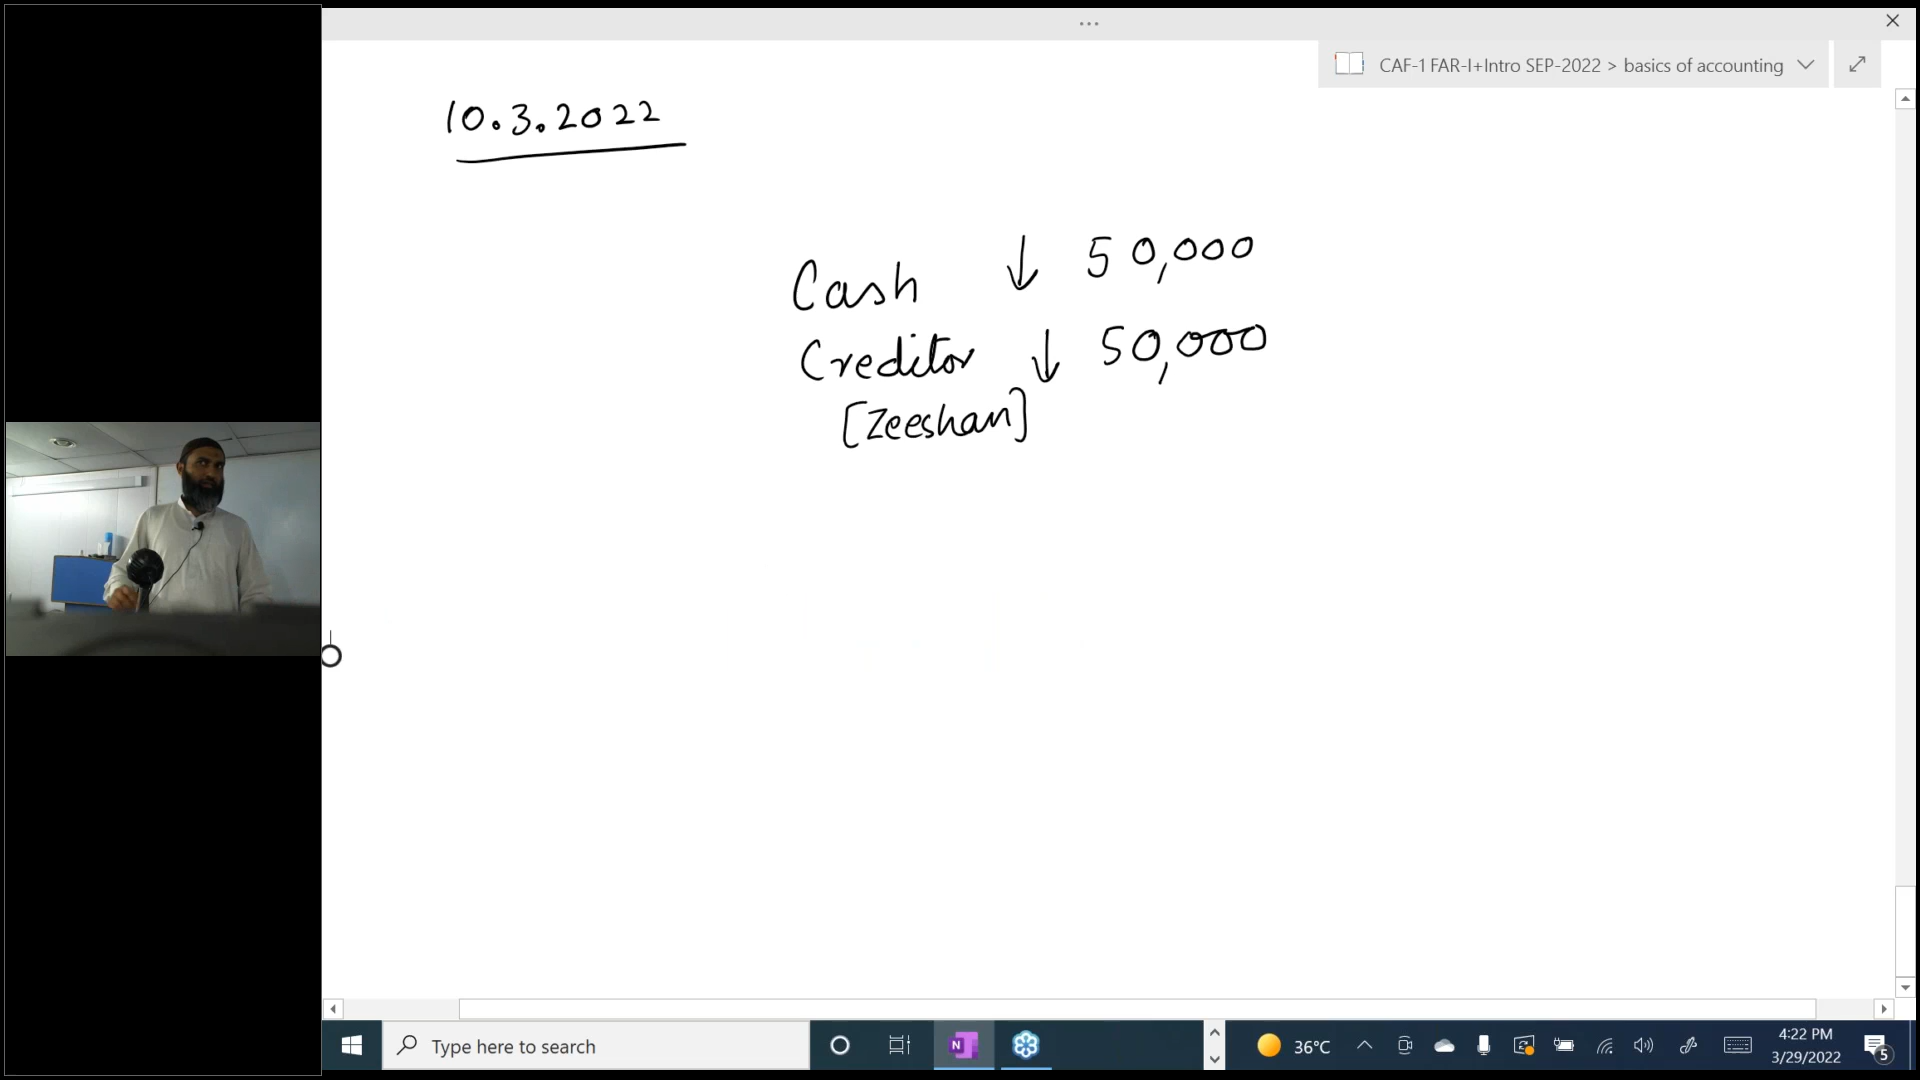 CAF-1 FAR-I+Intro SEP-2022 > basics of accounting
10.3.2022
Cash ↓ 50,000
Creditor ↓ 50,000
[Zeeshan]
Type here to search
N
36°C
4:22 PM
3/29/2022
5